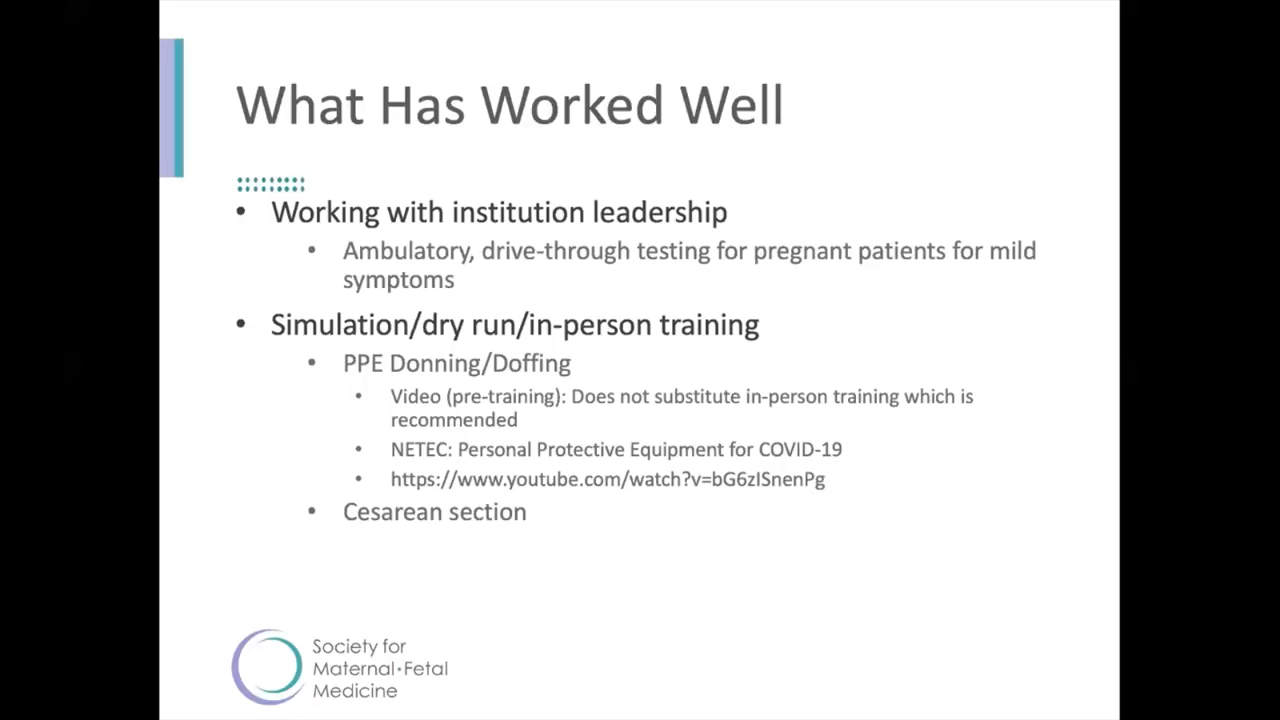 What Has Worked Well
• Working with institution leadership
• Ambulatory, drive-through testing for pregnant patients for mild
symptoms
• Simulation/dry run/in-person training
• PPE Donning/Doffing
• Video (pre-training): Does not substitute in-person training which is
recommended
• NETEC: Personal Protective Equipment for COVID-19
• https://www.youtube.com/watch?v=bG6zISnenPg
• Cesarean section
Society for
Maternal•Fetal
Medicine